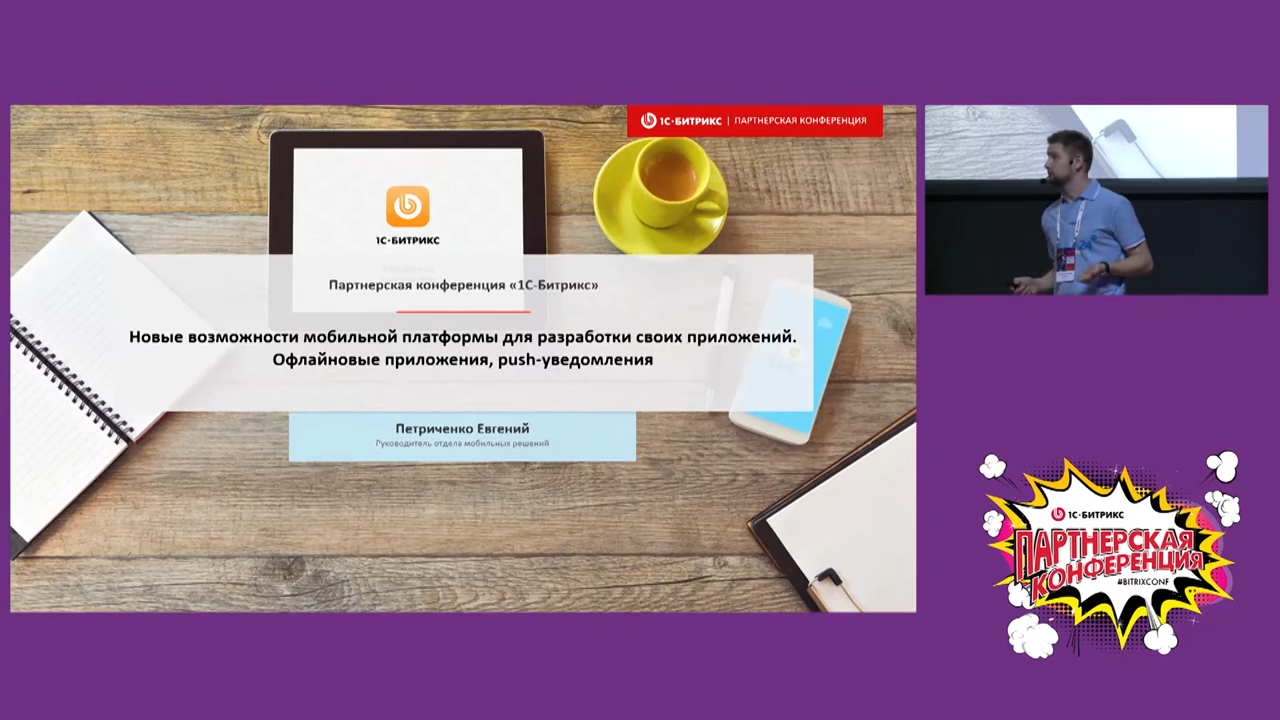 1С·БИТРИКС | ПАРТНЕРСКАЯ КОНФЕРЕНЦИЯ
1С·БИТРИКС
Партнерская конференция «1С-Битрикс»
Новые возможности мобильной платформы для разработки своих приложений.
Офлайновые приложения, push-уведомления
Петриченко Евгений
Руководитель отдела мобильных решений
1С·БИТРИКС
ПАРТНЕРСКАЯ
КОНФЕРЕНЦИЯ
#BITRIXCONF